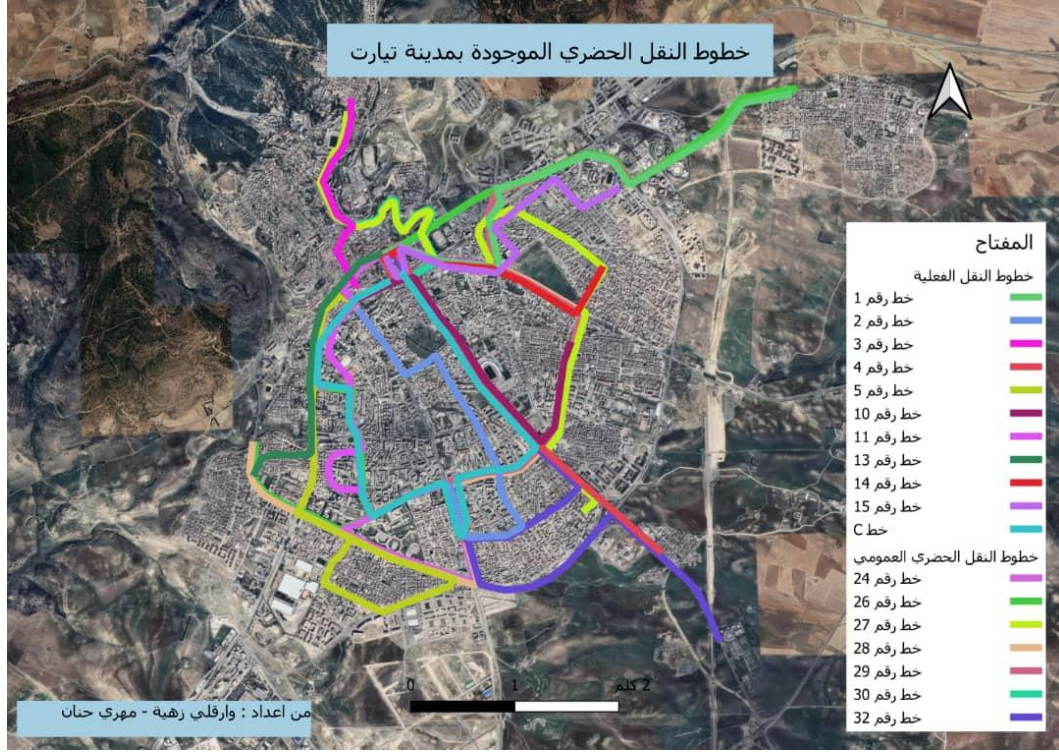 خطوط النقل الحضري الموجودة بمدينة تيارت
المفتاح
خطوط النقل الفعلية
خط رقم 1
خط رقم 2
خط رقم 3
خط رقم 4
خط رقم 5
خط رقم 10
خط رقم 11
خط رقم 13
خط رقم 14
خط رقم 15
خط C
خطوط النقل الحضري العمومي
خط رقم 24
خط رقم 26
خط رقم 27
خط رقم 28
خط رقم 29
خط رقم 30
خط رقم 32
0 1 2 كلم
من اعداد : وارقلي زهية - مهري حنان